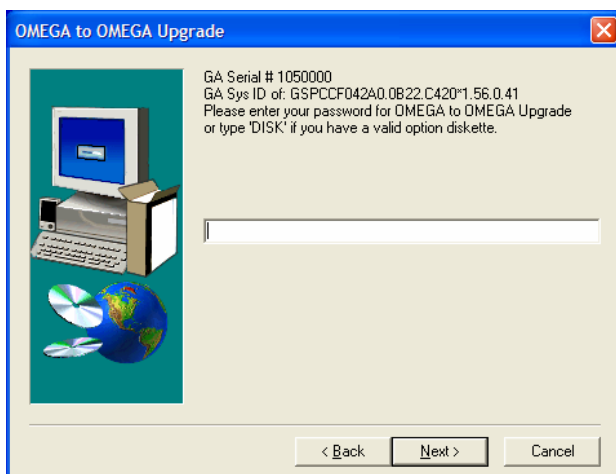 OMEGA to OMEGA Upgrade
GA Serial # 1050000
GA Sys ID of: GSPCCF042A0.0B22.C420*1.56.0.41
Please enter your password for OMEGA to OMEGA Upgrade
or type 'DISK' if you have a valid option diskette.
< Back
Next >
Cancel